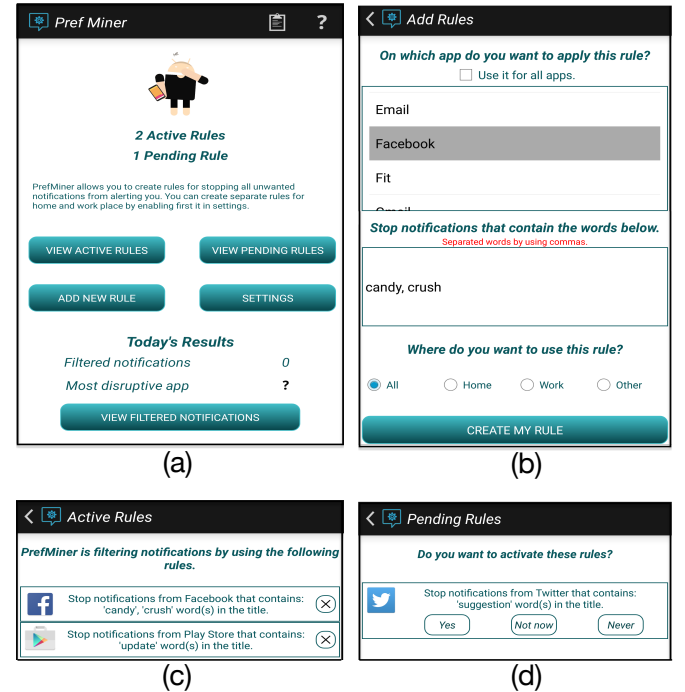 Pref Miner
?
2 Active Rules
1 Pending Rule
PrefMiner allows you to create rules for stopping all unwanted
notifications from alerting you. You can create separate rules for
home and work place by enabling first it in settings.
VIEW ACTIVE RULES
VIEW PENDING RULES
ADD NEW RULE
SETTINGS
Today's Results
Filtered notifications 0
Most disruptive app ?
VIEW FILTERED NOTIFICATIONS
(a)
Add Rules
On which app do you want to apply this rule?
Use it for all apps.
Email
Facebook
Fit
Gmail
Stop notifications that contain the words below.
Separated words by using commas.
candy, crush
Where do you want to use this rule?
All Home Work Other
CREATE MY RULE
(b)
Active Rules
PrefMiner is filtering notifications by using the following
rules.
Stop notifications from Facebook that contains:
'candy', 'crush' word(s) in the title.
Stop notifications from Play Store that contains:
'update' word(s) in the title.
(c)
Pending Rules
Do you want to activate these rules?
Stop notifications from Twitter that contains:
'suggestion' word(s) in the title.
Yes Not now Never
(d)